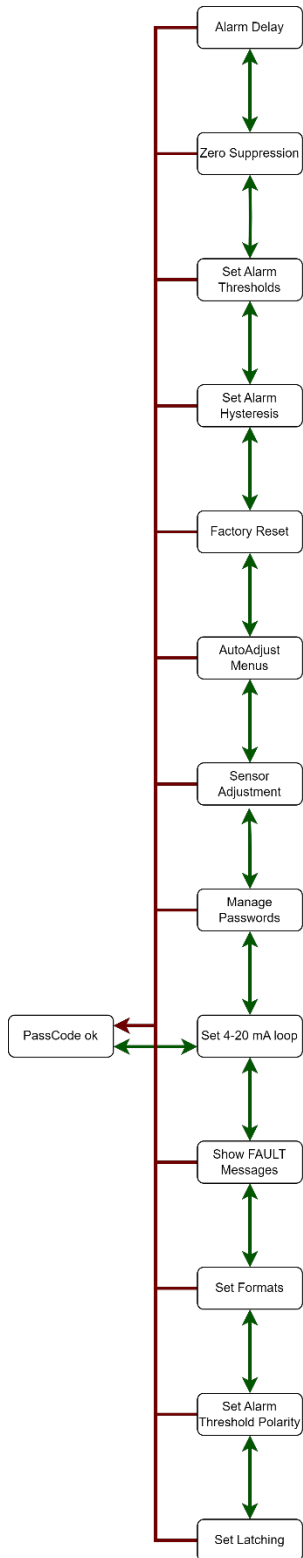 Alarm Delay
Zero Suppression
Set Alarm
Thresholds
Set Alarm
Hysteresis
Factory Reset
AutoAdjust
Menus
Sensor
Adjustment
Manage
Passwords
PassCode ok
Set 4-20 mA loop
Show FAULT
Messages
Set Formats
Set Alarm
Threshold Polarity
Set Latching